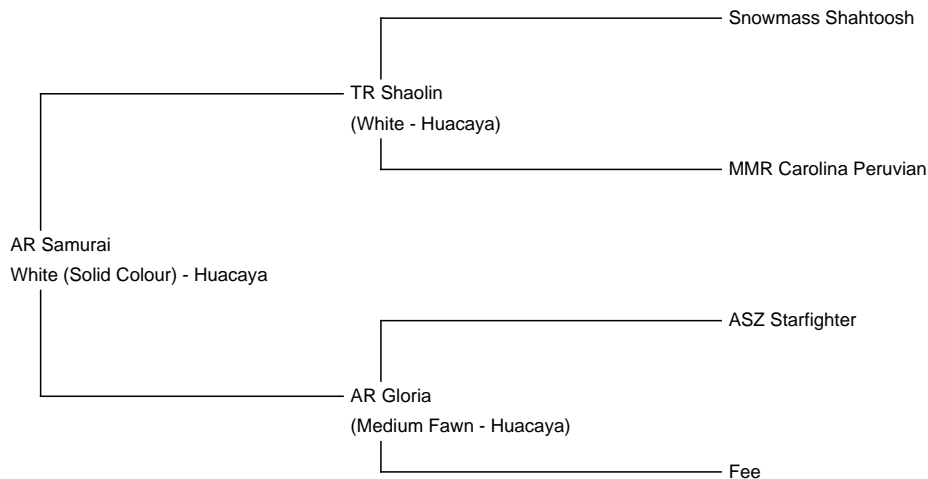 Snowmass Shahtoosh
TR Shaolin
(White - Huacaya)
MMR Carolina Peruvian
AR Samurai
White (Solid Colour) - Huacaya
ASZ Starfighter
AR Gloria
(Medium Fawn - Huacaya)
Fee